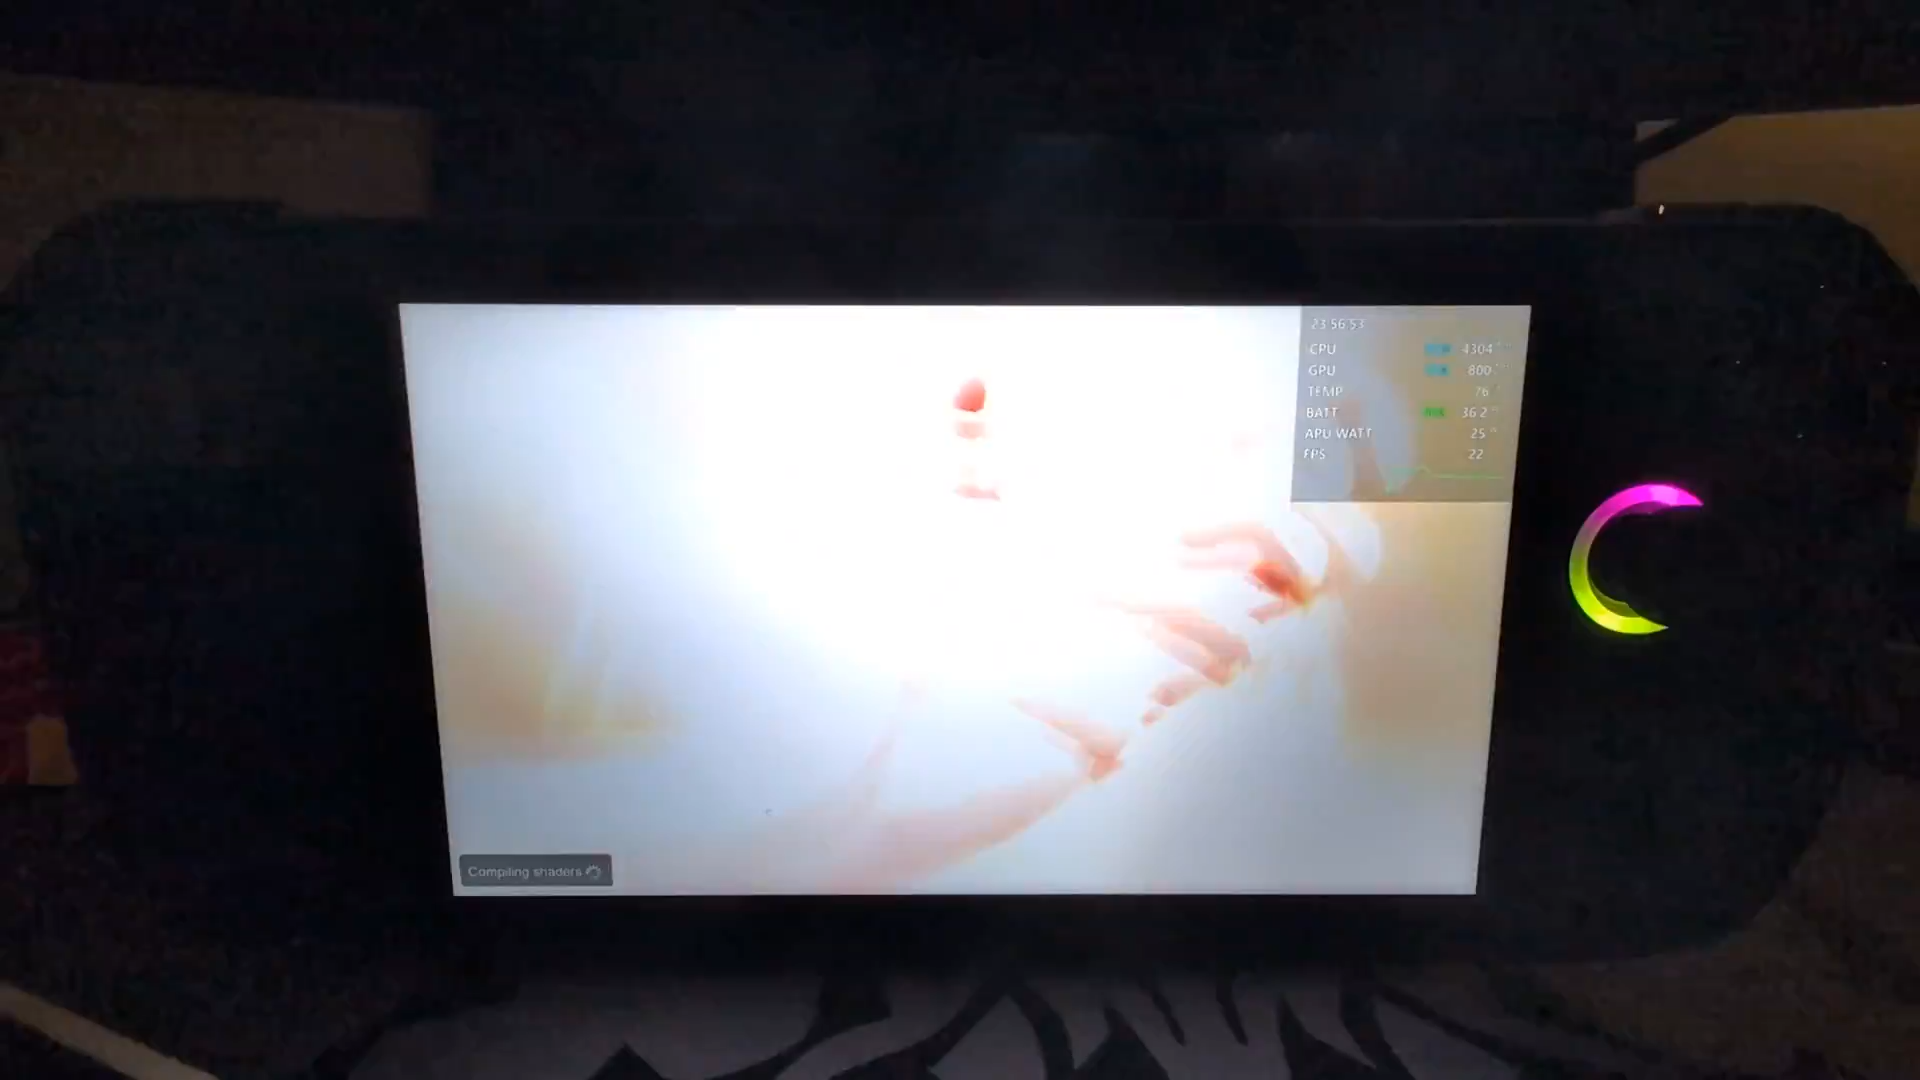 23:56:53
CPU 4304
GPU 800
TEMP 76
BATT 36.2
APU WATT 25
FPS 22
Compiling shaders